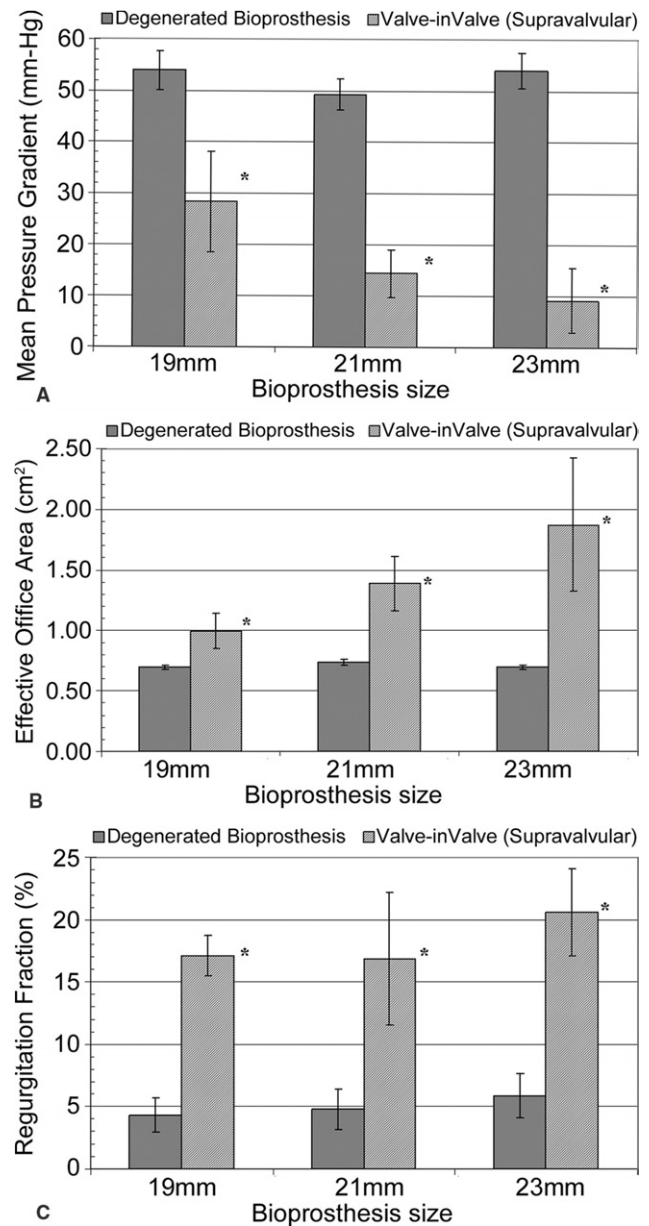 Degenerated Bioprosthesis Valve-inValve (Supravalvular)
Mean Pressure Gradient (mm-Hg)
60
50
40
30
20
10
0
*
*
*
19mm 21mm 23mm
Bioprosthesis size
A
Degenerated Bioprosthesis Valve-inValve (Supravalvular)
Effective Ofifice Area (cm²)
2.50
2.00
1.50
1.00
0.50
0.00
*
*
*
19mm 21mm 23mm
Bioprosthesis size
B
Degenerated Bioprosthesis Valve-inValve (Supravalvular)
Regurgitation Fraction (%)
25
20
15
10
5
0
*
*
*
19mm 21mm 23mm
Bioprosthesis size
C